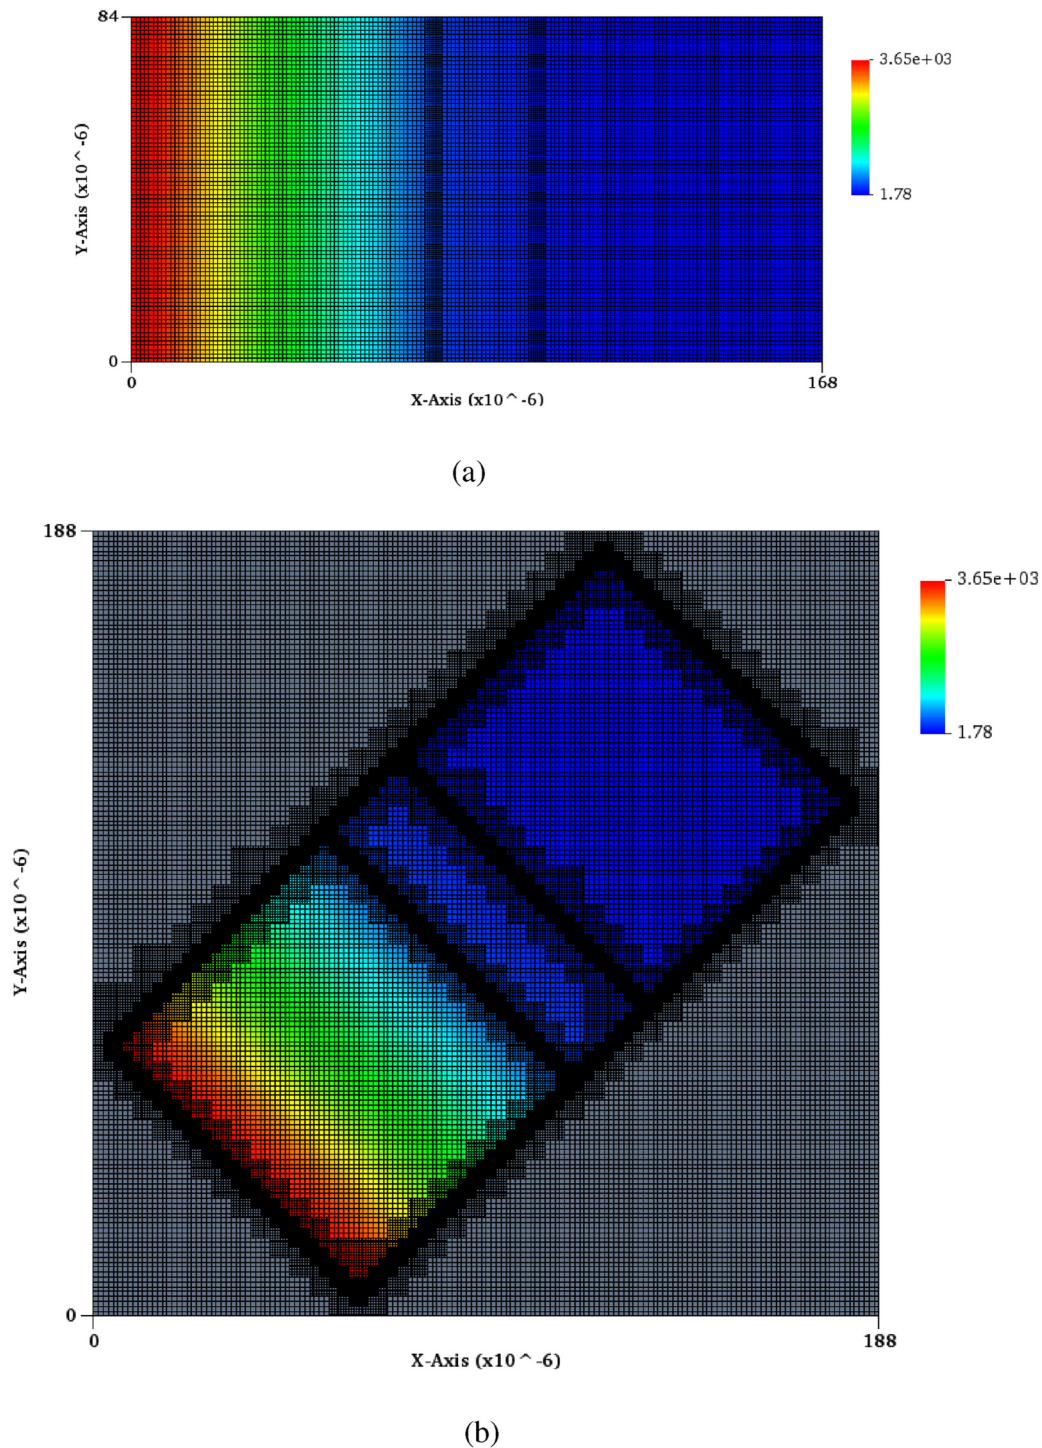 84
3.65e+03
Y-Axis (x10^-6)
1.78
0
0
168
X-Axis (x10^-6)
(a)
188
3.65e+03
1.78
Y-Axis (x10^-6)
0
0
188
X-Axis (x10^-6)
(b)